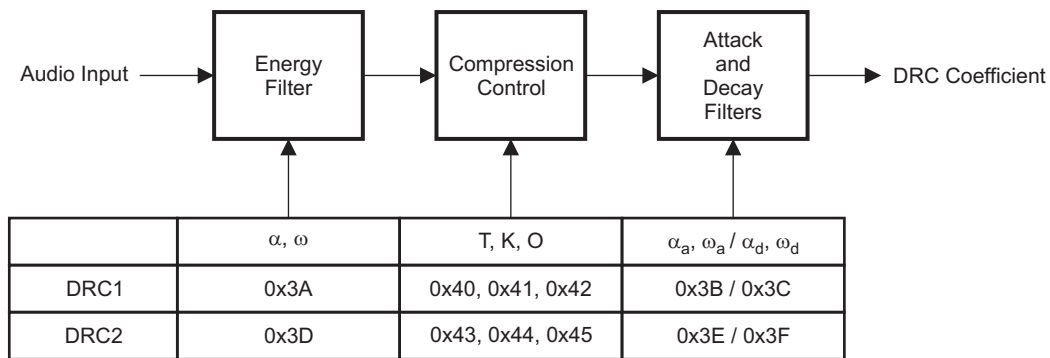 Audio Input
Energy
Filter
Compression
Control
Attack
and
Decay
Filters
DRC Coefficient
α, ω
T, K, O
αa, ωa / αd, ωd
DRC1
0x3A
0x40, 0x41, 0x42
0x3B / 0x3C
DRC2
0x3D
0x43, 0x44, 0x45
0x3E / 0x3F